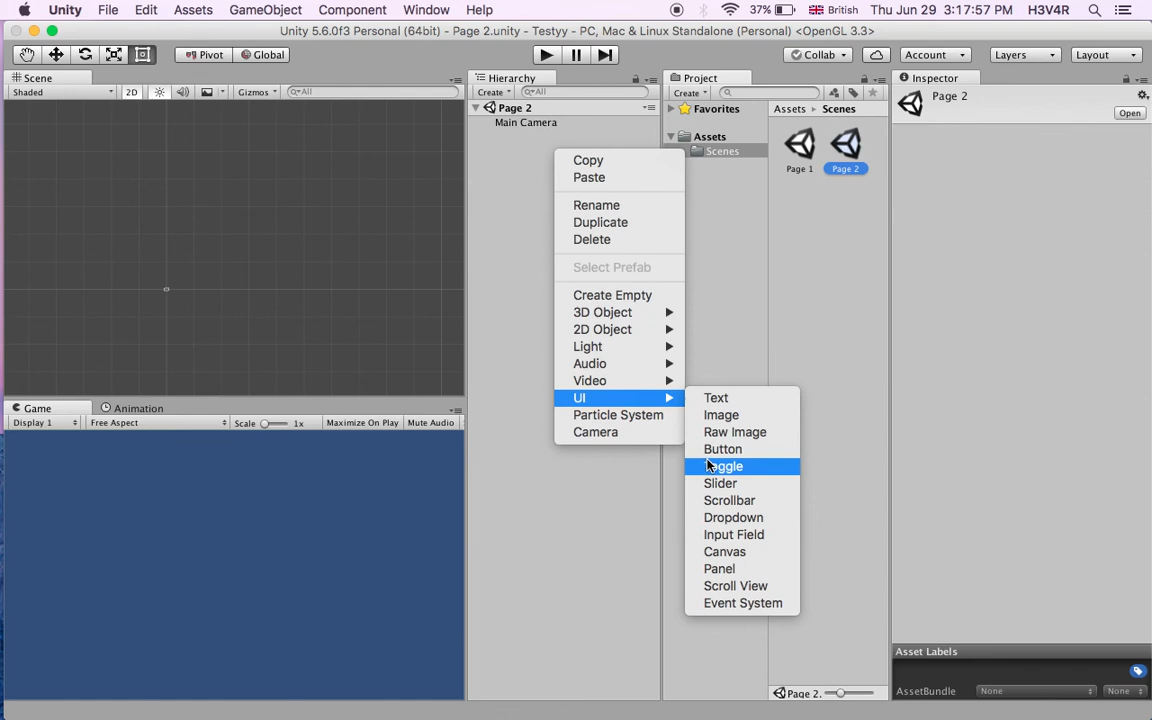 Unity File Edit Assets GameObject Component Window Help 37% British Thu Jun 29 3:17:57 PM H3V4R
Unity 5.6.0f3 Personal (64bit) - Page 2.unity - Testyy - PC, Mac & Linux Standalone (Personal) <OpenGL 3.3>
Pivot Global Collab Account Layers Layout
Scene Hierarchy Project Inspector
Shaded 2D Gizmos All Create All Create Page 2
Open
Page 2 Favorites Assets Scenes
Main Camera
Assets
Scenes
Page 1 Page 2
Copy
Paste
Rename
Duplicate
Delete
Select Prefab
Create Empty
3D Object
2D Object
Light
Audio
Video
UI
Particle System
Camera
Text
Image
Raw Image
Button
Toggle
Slider
Scrollbar
Dropdown
Input Field
Canvas
Panel
Scroll View
Event System
Game Animation
Display 1 Free Aspect Scale 1x Maximize On Play Mute Audio
Asset Labels
Page 2. AssetBundle None None